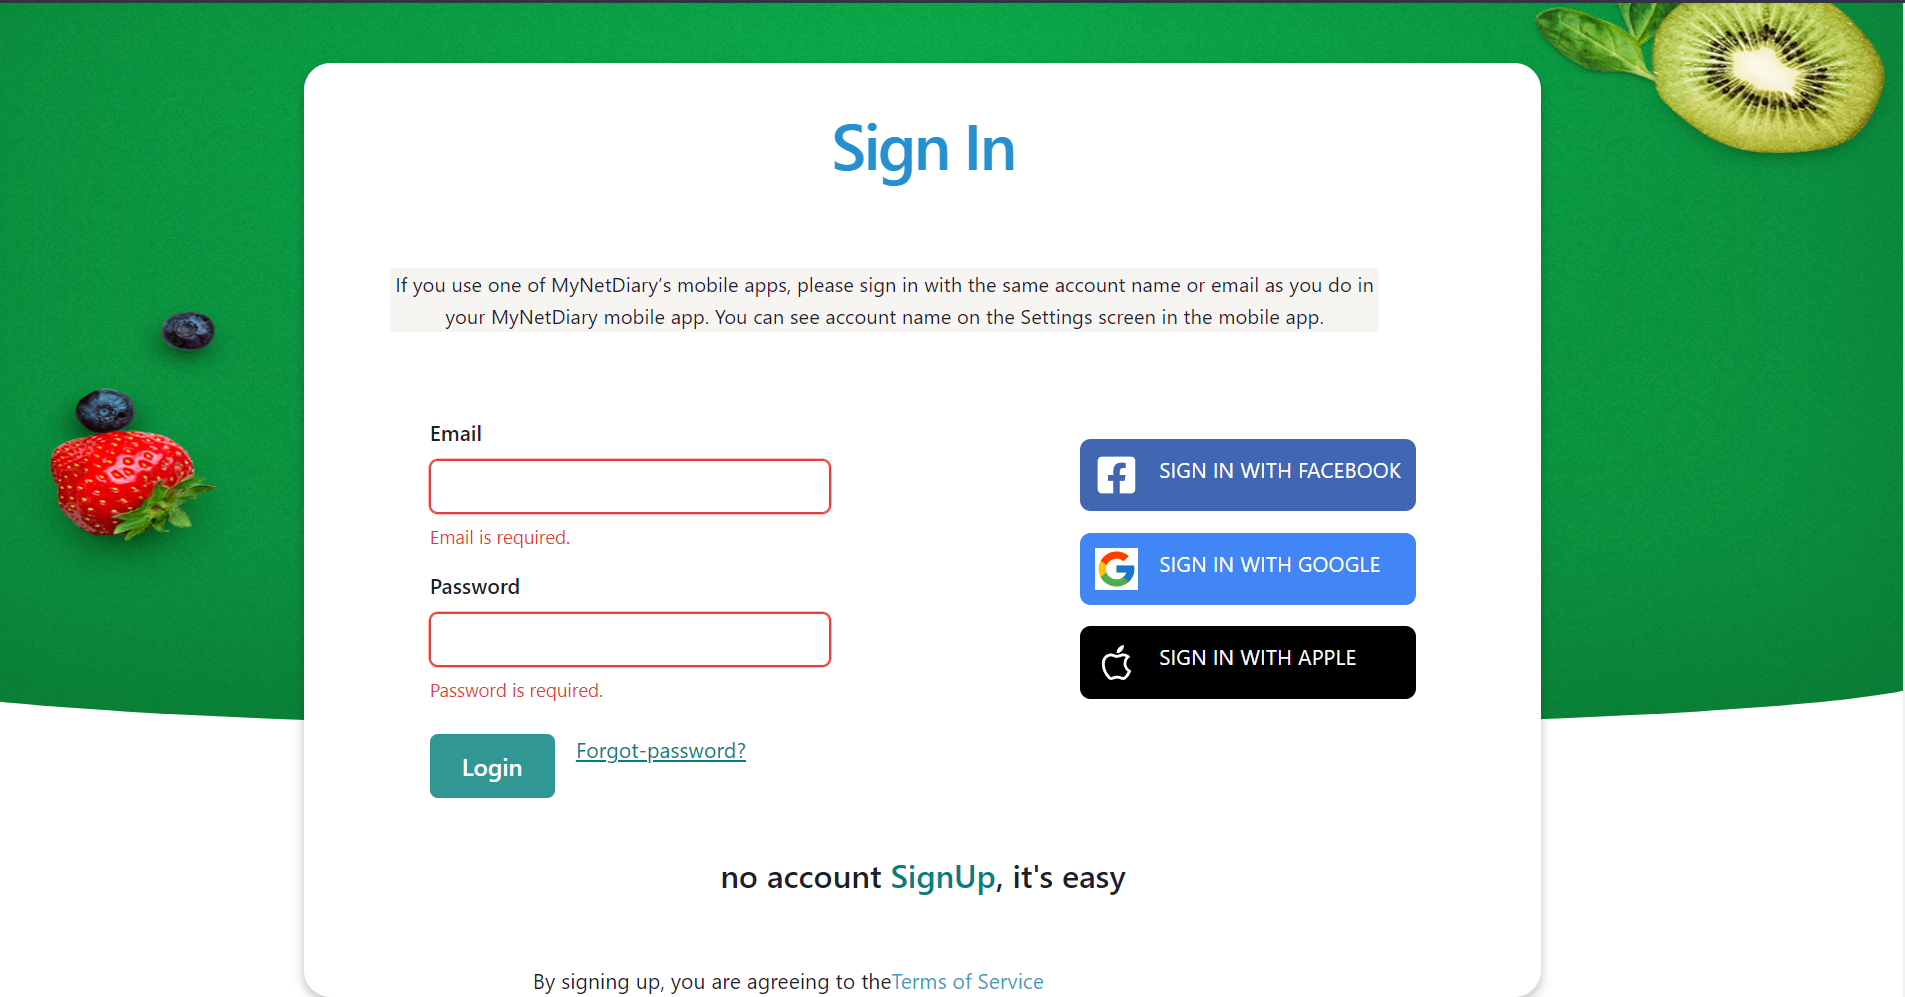 Sign In
If you use one of MyNetDiary’s mobile apps, please sign in with the same account name or email as you do in
your MyNetDiary mobile app. You can see account name on the Settings screen in the mobile app.
Email
Email is required.
Password
Password is required.
Login
Forgot-password?
SIGN IN WITH FACEBOOK
SIGN IN WITH GOOGLE
SIGN IN WITH APPLE
no account SignUp, it's easy
By signing up, you are agreeing to theTerms of Service